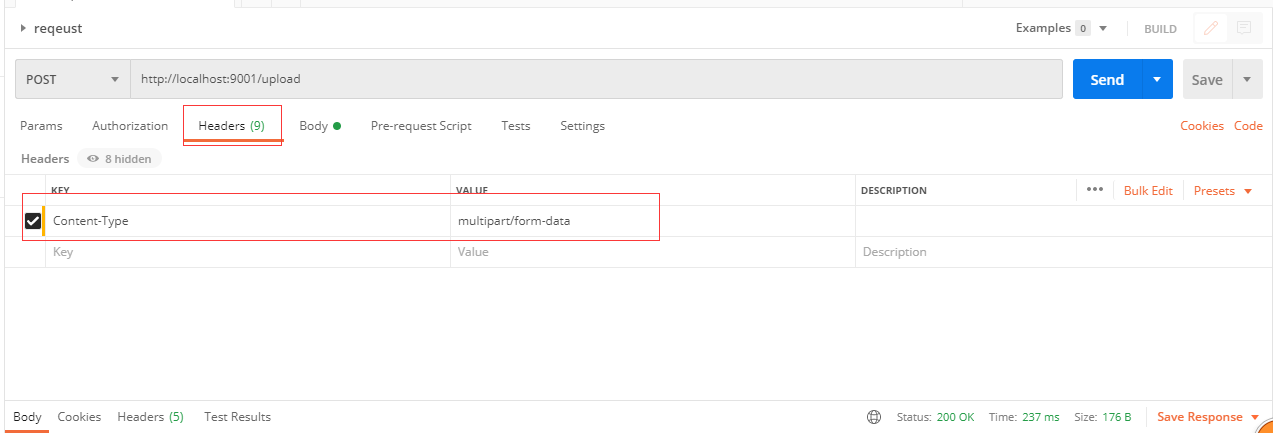 reqeust Examples 0 BUILD
POST http://localhost:9001/upload Send Save
Params Authorization Headers (9) Body Pre-request Script Tests Settings Cookies Code
Headers 8 hidden
KEY VALUE DESCRIPTION ••• Bulk Edit Presets
Content-Type multipart/form-data
Key Value Description
Body Cookies Headers (5) Test Results Status: 200 OK Time: 237 ms Size: 176 B Save Response